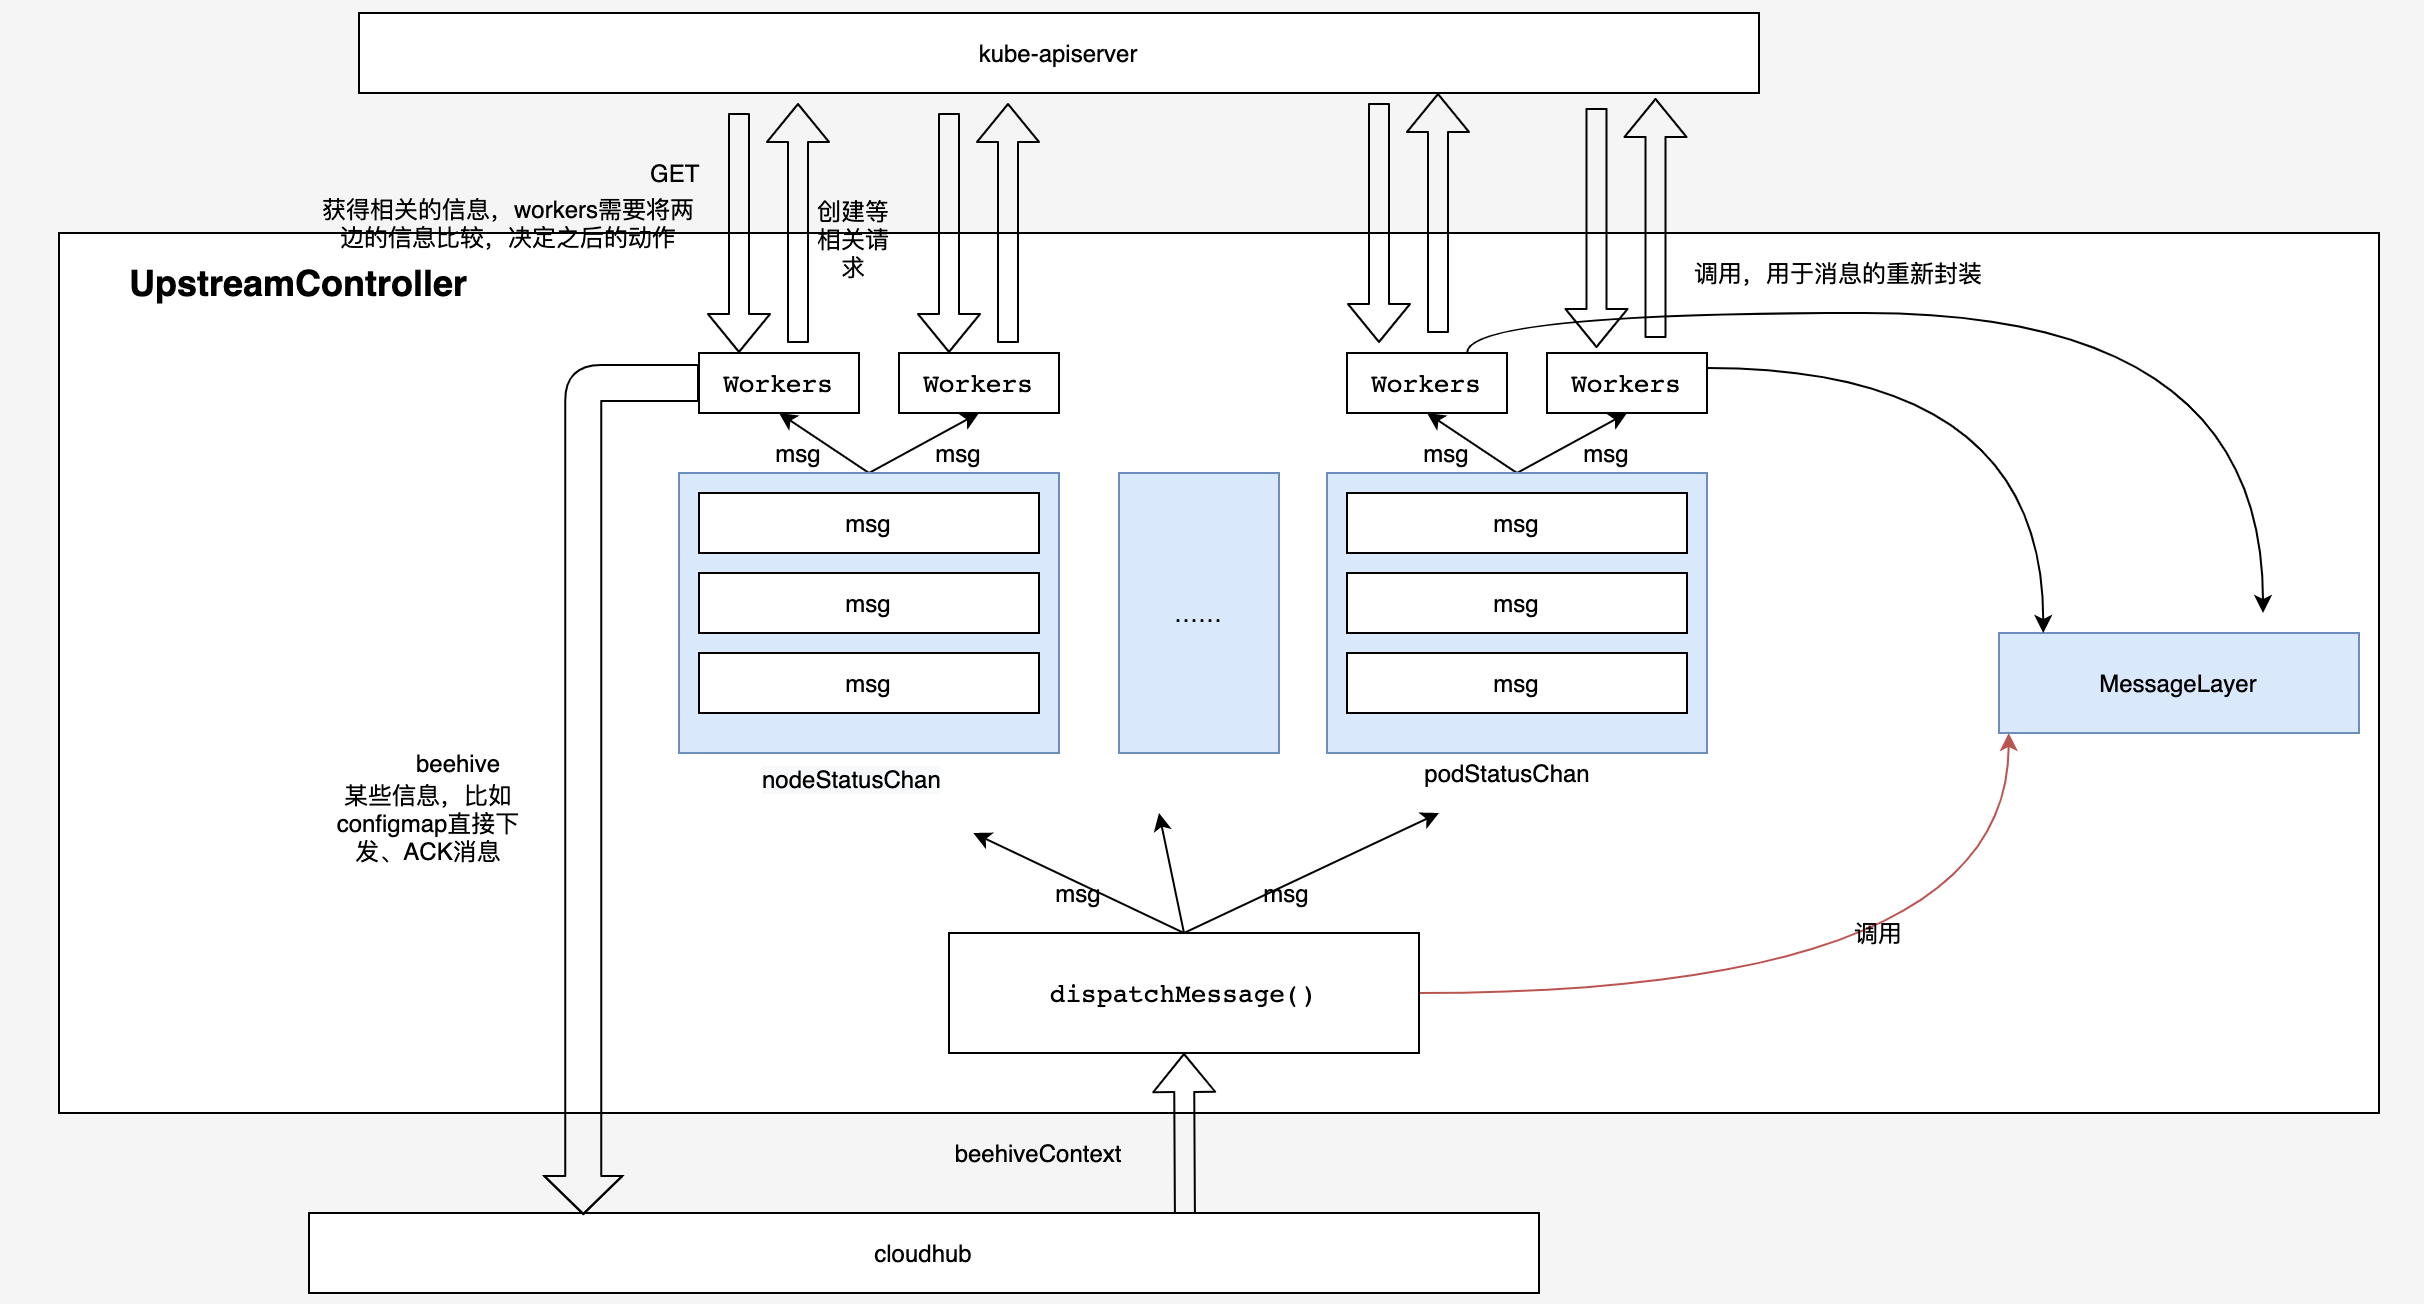 kube-apiserver
GET
获得相关的信息，workers需要将两
边的信息比较，决定之后的动作
创建等
相关请
求
UpstreamController
调用，用于消息的重新封装
Workers
Workers
Workers
Workers
msg
msg
msg
msg
msg
msg
msg
msg
msg
msg
......
MessageLayer
nodeStatusChan
podStatusChan
beehive
某些信息，比如
configmap直接下
发、ACK消息
msg
msg
调用
dispatchMessage()
beehiveContext
cloudhub